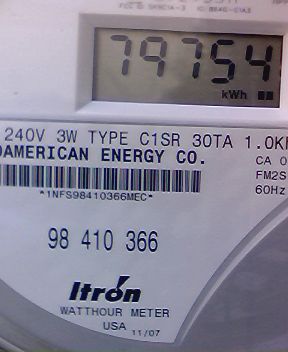 79754
kWh
240V 3W TYPE C1SR 30TA 1.0K
AMERICAN ENERGY CO.
CA 0
FM2S
*1NFS98410366MEC*
60Hz
98 410 366
Itron
WATTHOUR METER
USA 11/07